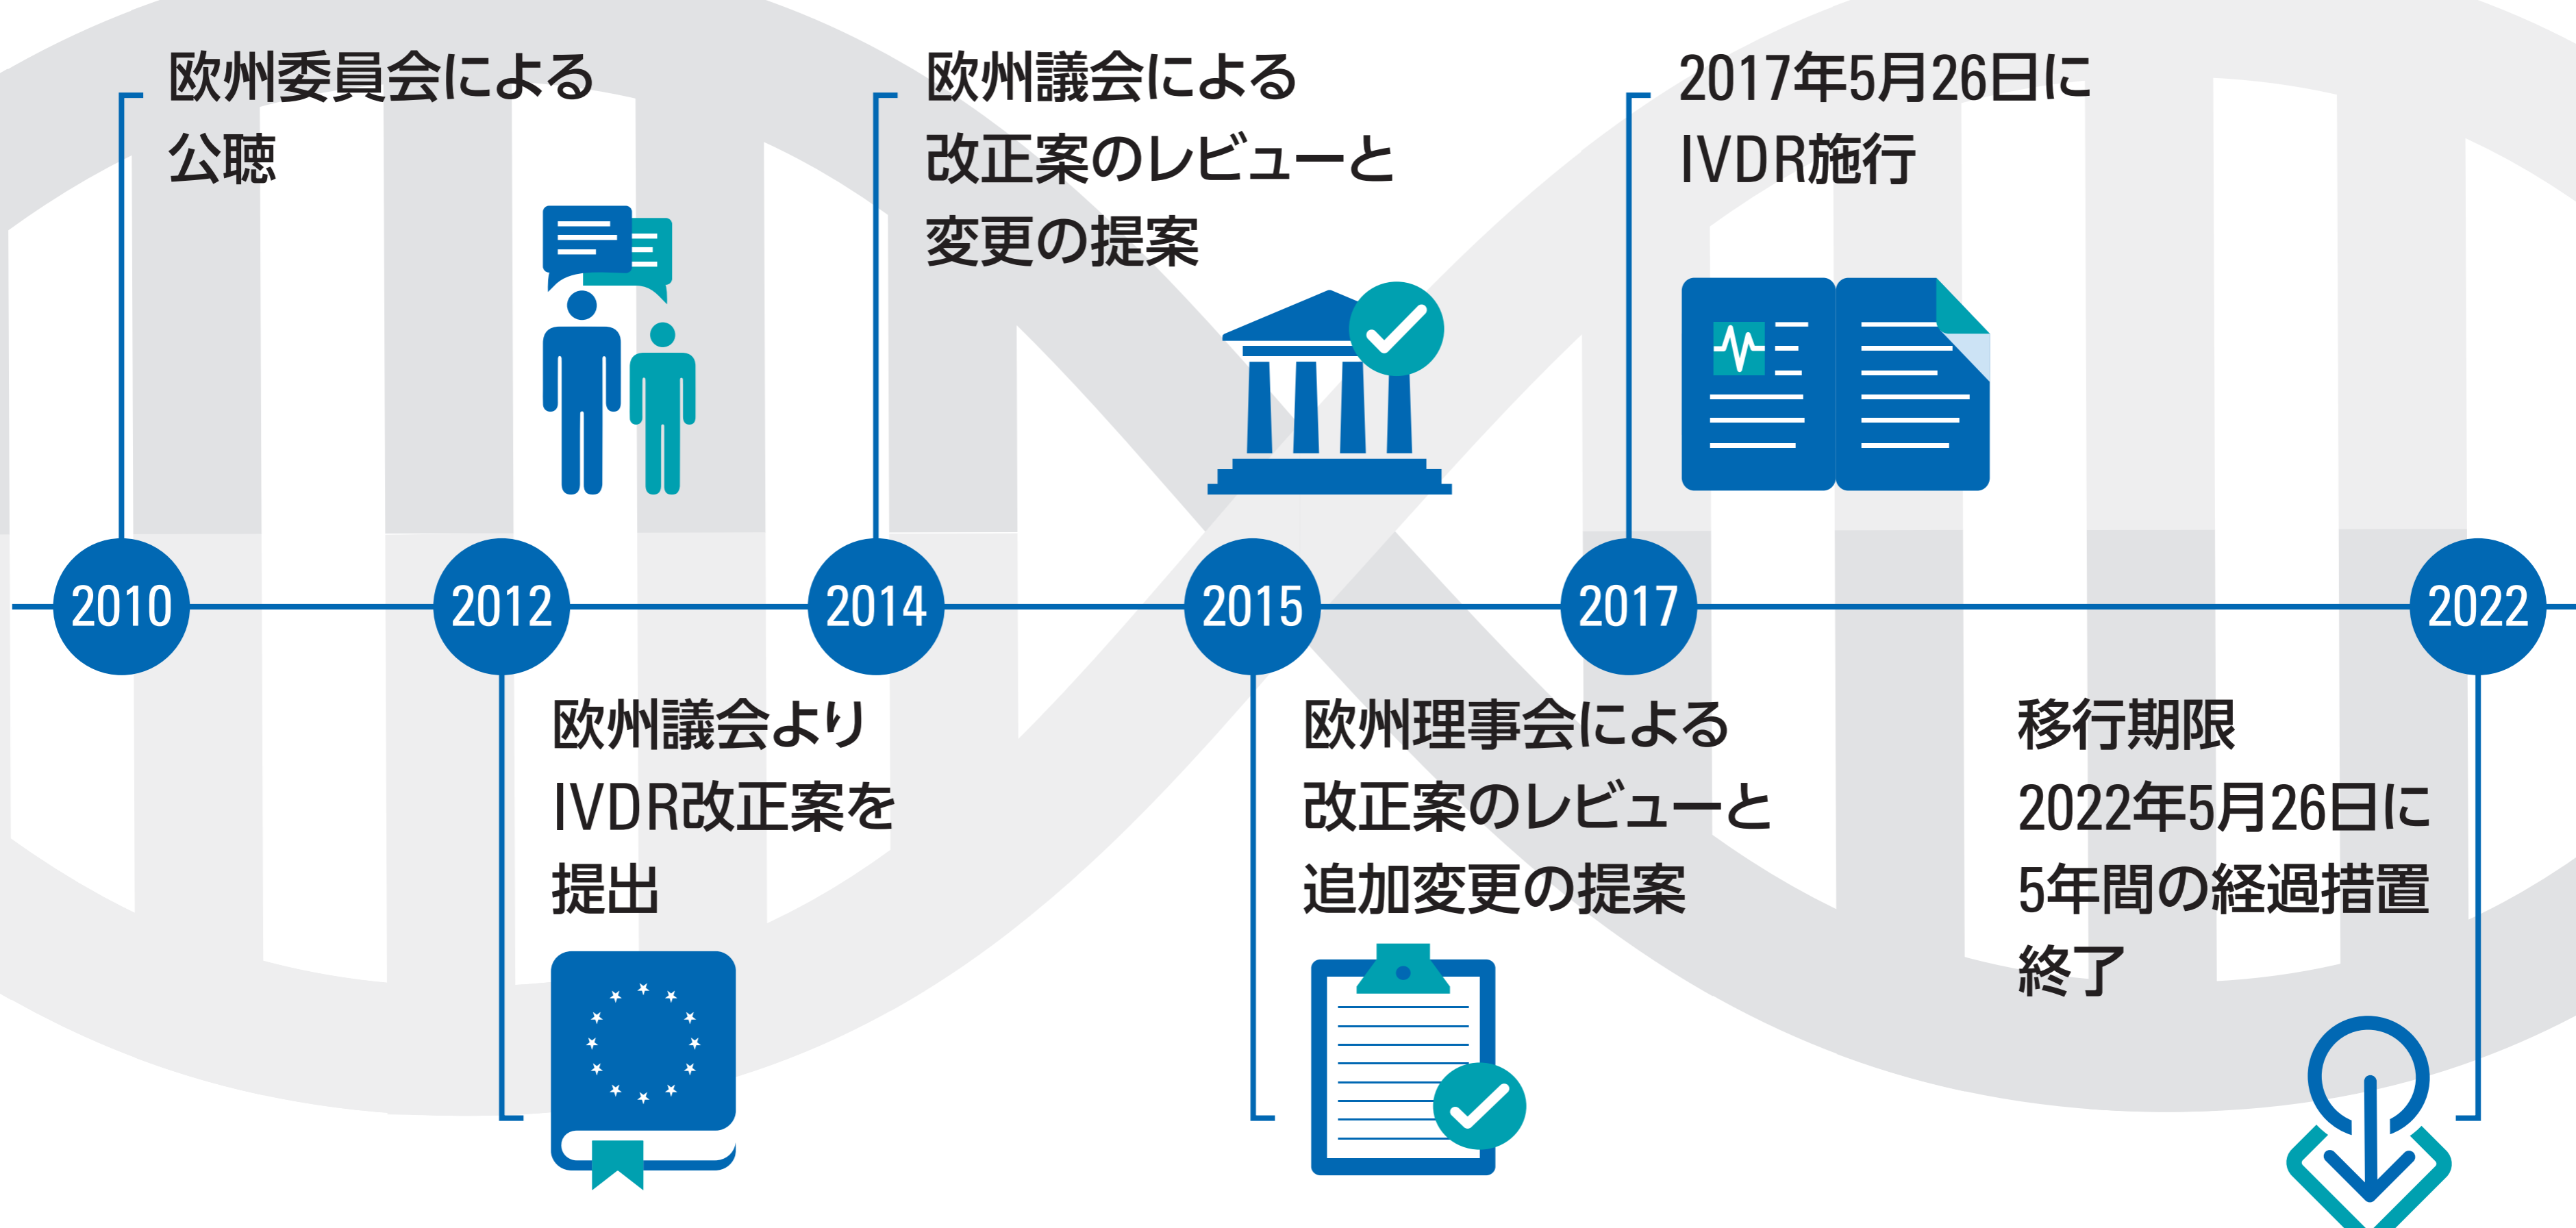 欧州委員会による
公聴
欧州議会による
改正案のレビューと
変更の提案
2017年5月26日に
IVDR施行
2010
2012
2014
2015
2017
2022
欧州議会より
IVDR改正案を
提出
欧州理事会による
改正案のレビューと
追加変更の提案
移行期限
2022年5月26日に
5年間の経過措置
終了